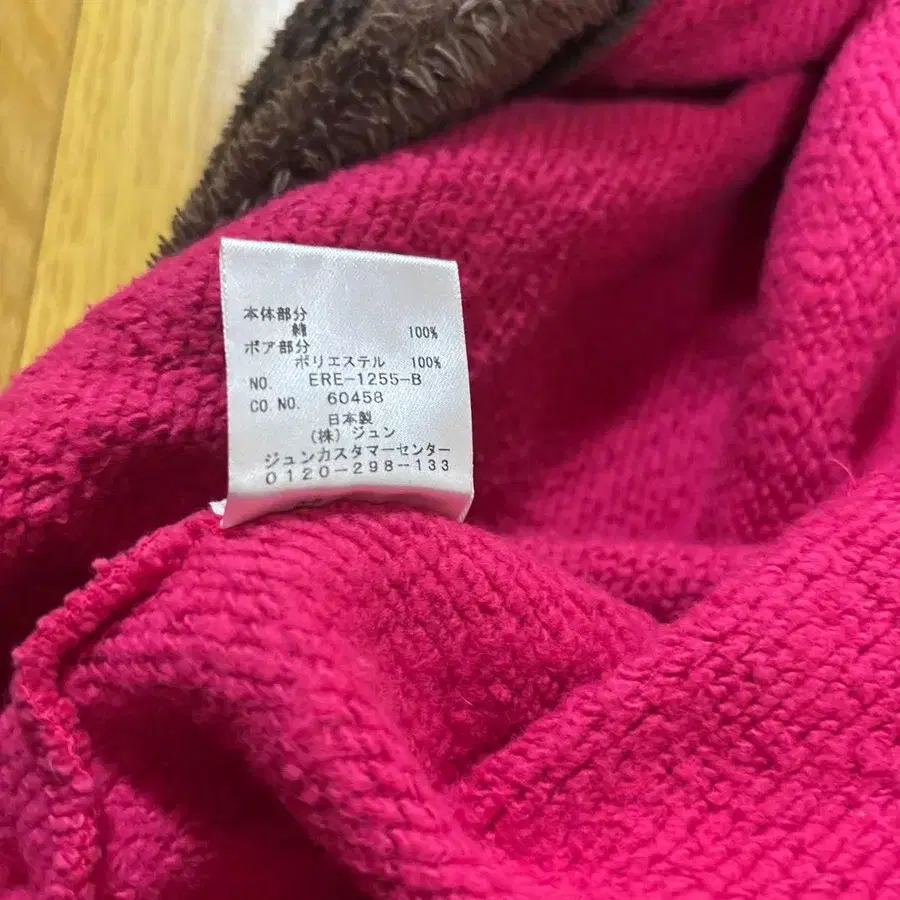 本体部分
綿 100%
ボア部分
ポリエステル 100%
NO. ERE-1255-B
CO.NO. 60458
日本製
(株) ジュン
ジュンカスタマーセンター
0120-298-133